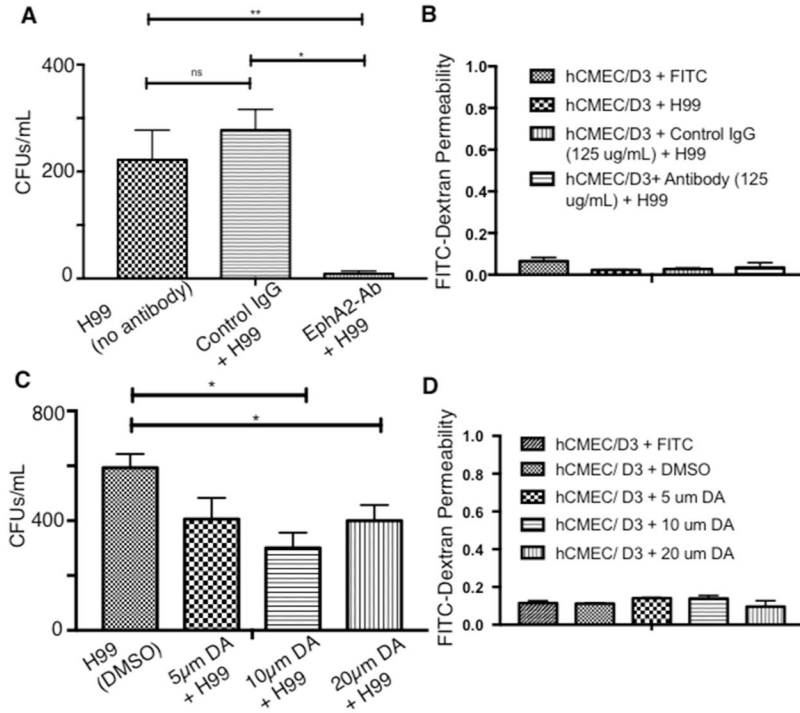 A
**
*
ns
400
200
0
CFUs/mL
H99
(no antibody)
Control IgG
+ H99
EphA2-Ab
+ H99
B
FITC-Dextran Permeability
1.0
0.8
0.6
0.4
0.2
0.0
hCMEC/D3 + FITC
hCMEC/D3 + H99
hCMEC/D3 + Control IgG
(125 ug/mL) + H99
hCMEC/D3+ Antibody (125
ug/mL) + H99
C
*
*
800
400
0
CFUs/mL
H99
(DMSO)
5µm DA
+ H99
10µm DA
+ H99
20µm DA
+ H99
D
FITC-Dextran Permeability
1.0
0.8
0.6
0.4
0.2
0.0
hCMEC/D3 + FITC
hCMEC/ D3 + DMSO
hCMEC/ D3 + 5 um DA
hCMEC/ D3 + 10 um DA
hCMEC/ D3 + 20 um DA